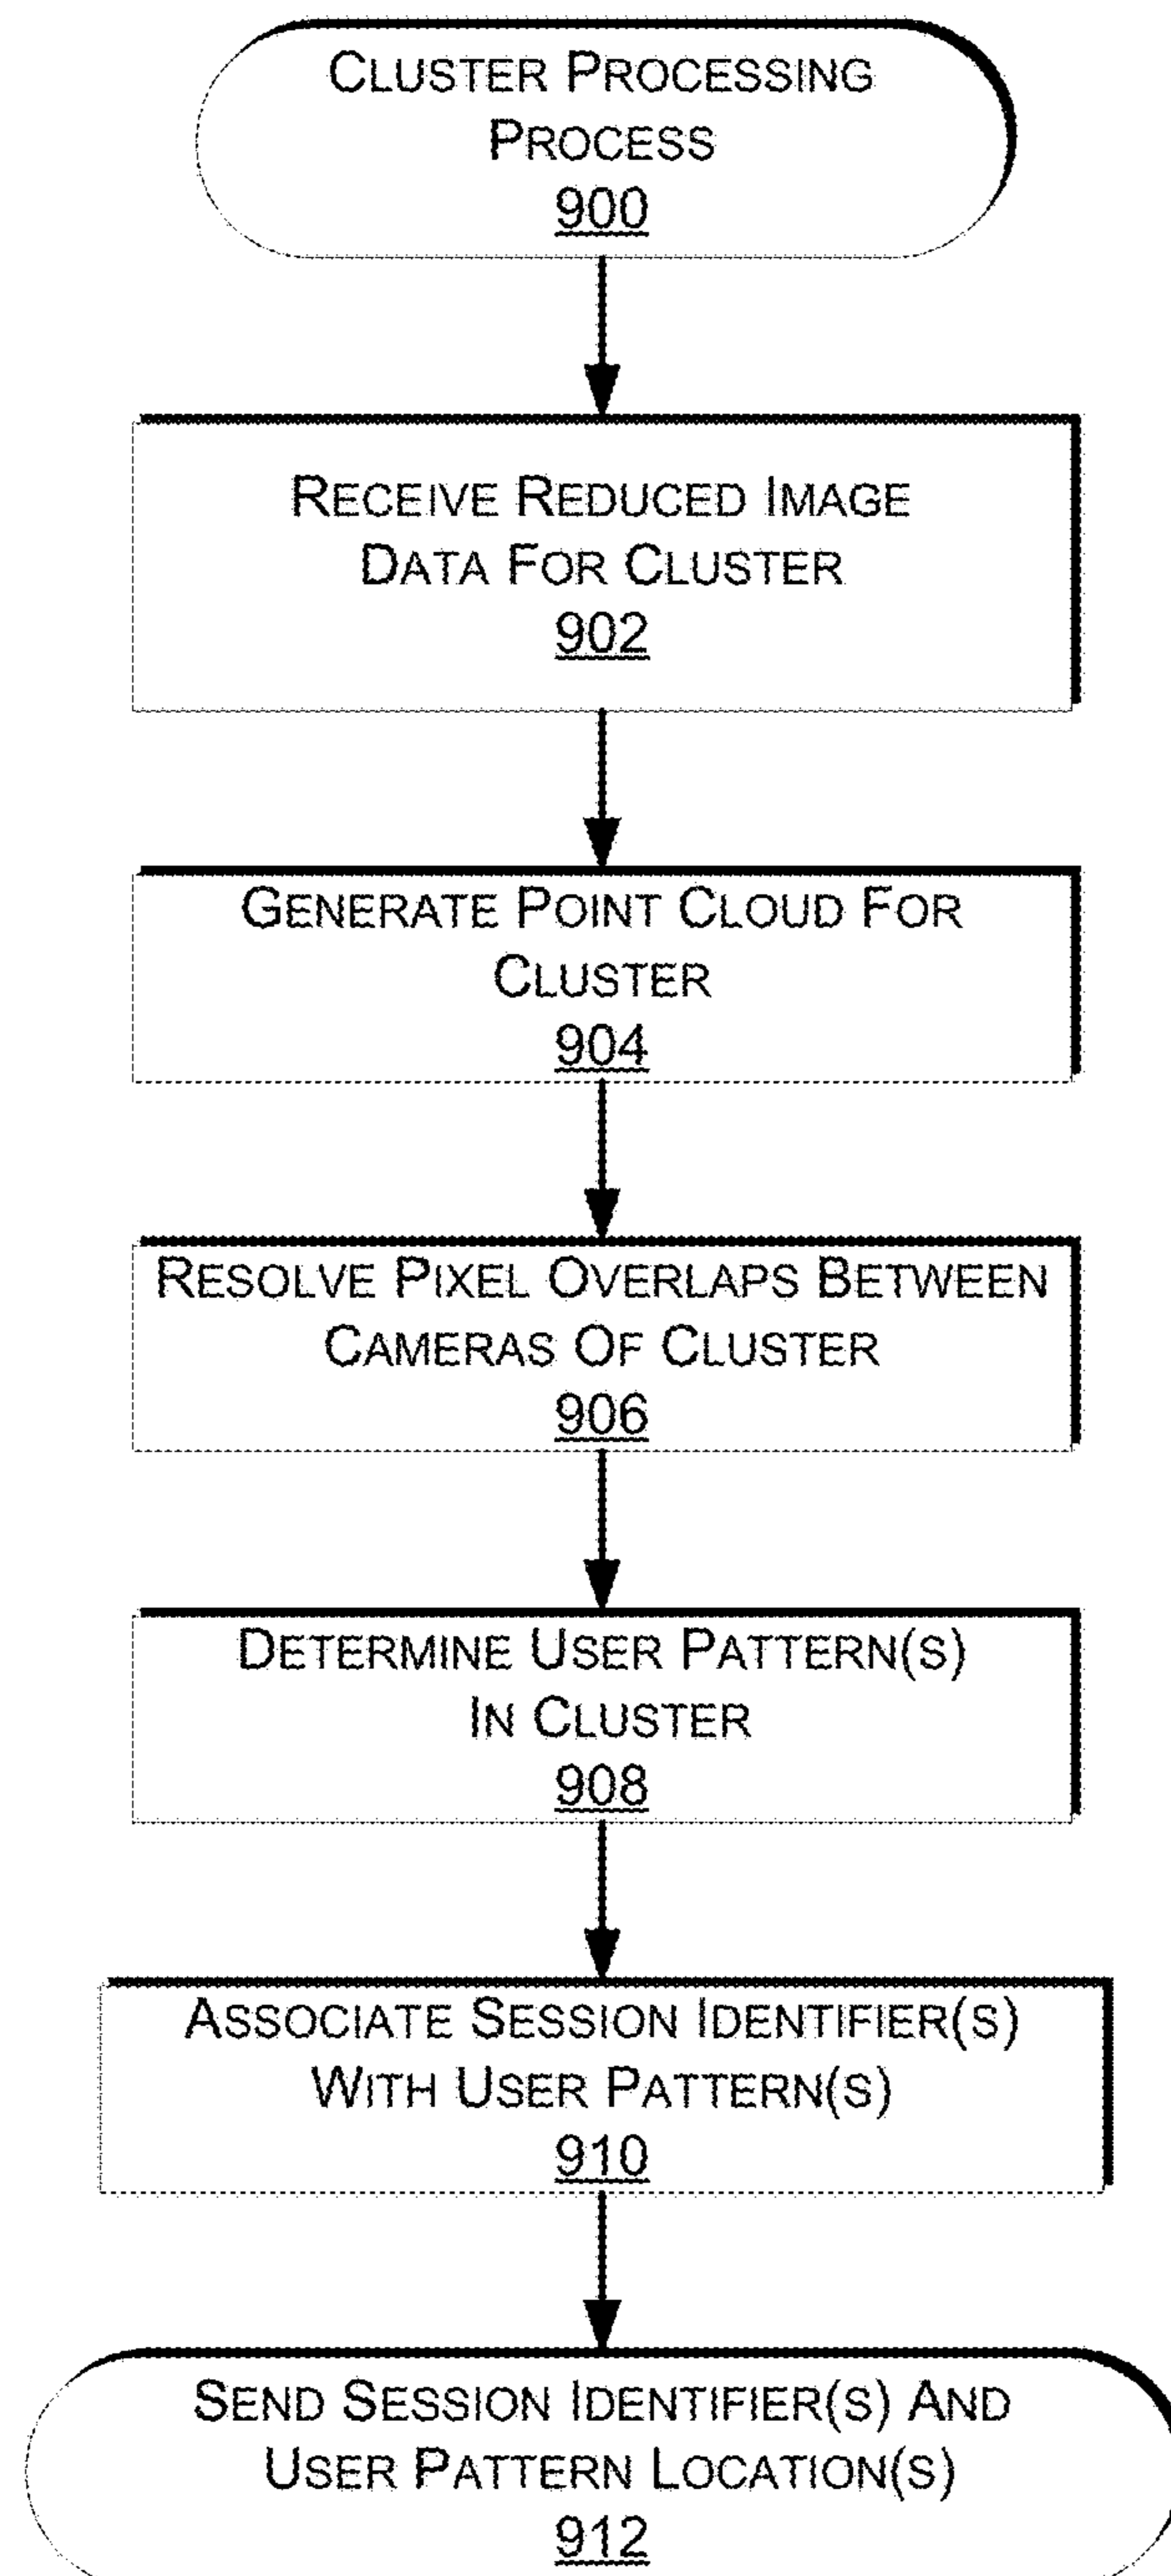 CLUSTER PROCESSING
PROCESS
900
RECEIVE REDUCED IMAGE
DATA FOR CLUSTER
902
GENERATE POINT CLOUD FOR
CLUSTER
904
RESOLVE PIXEL OVERLAPS BETWEEN
CAMERAS OF CLUSTER
906
DETERMINE USER PATTERN(S)
IN CLUSTER
908
ASSOCIATE SESSION IDENTIFIER(S)
WITH USER PATTERN(S)
910
SEND SESSION IDENTIFIER(S) AND
USER PATTERN LOCATION(S)
912